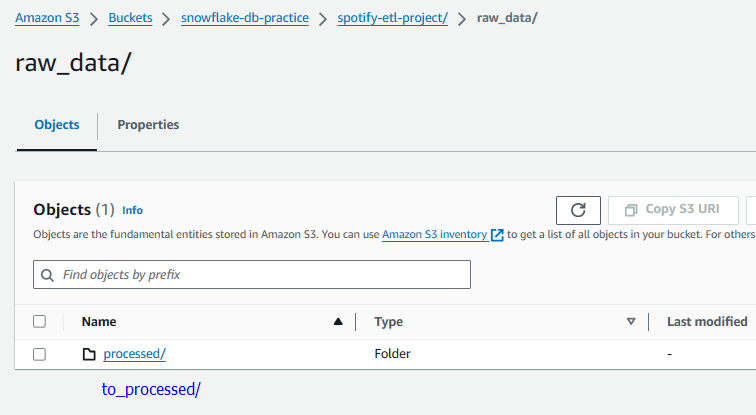 Amazon S3 > Buckets > snowflake-db-practice > spotify-etl-project/ > raw_data/
raw_data/
Objects Properties
Objects (1) Info
Copy S3 URI
Objects are the fundamental entities stored in Amazon S3. You can use Amazon S3 inventory to get a list of all objects in your bucket. For others
Find objects by prefix
Name Type Last modified
processed/ Folder -
to_processed/